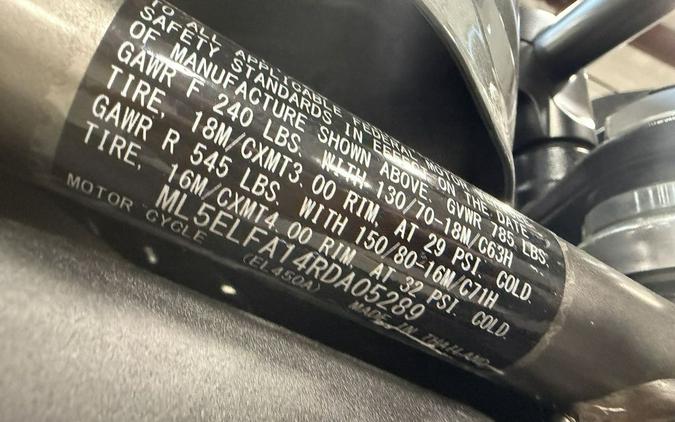 TO ALL APPLICABLE FEDERAL MOTOR
SAFETY STANDARDS IN EFFECT ON THE DATE
OF MANUFACTURE SHOWN ABOVE. GVWR 785 LBS.
GAWR F 240 LBS. WITH 130/70-18M/C63H
TIRE, 18M/CXMT3.00 RIM, AT 29 PSI. COLD.
GAWR R 545 LBS. WITH 150/80-16M/C71H
TIRE, 16M/CXMT4.00 RIM, AT 32 PSI. COLD.
ML5ELFA14RDA05289
MOTOR CYCLE (EL450A) MADE IN THAILAND